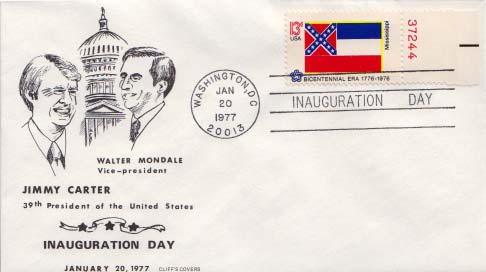 13c
USA
Mississippi
BICENTENNIAL ERA 1776-1976
37244
WASHINGTON, DC
JAN
20
1977
20013
INAUGURATION DAY
WALTER MONDALE
Vice-president
JIMMY CARTER
39th President of the United States
INAUGURATION DAY
JANUARY 20, 1977
CLIFF'S COVERS